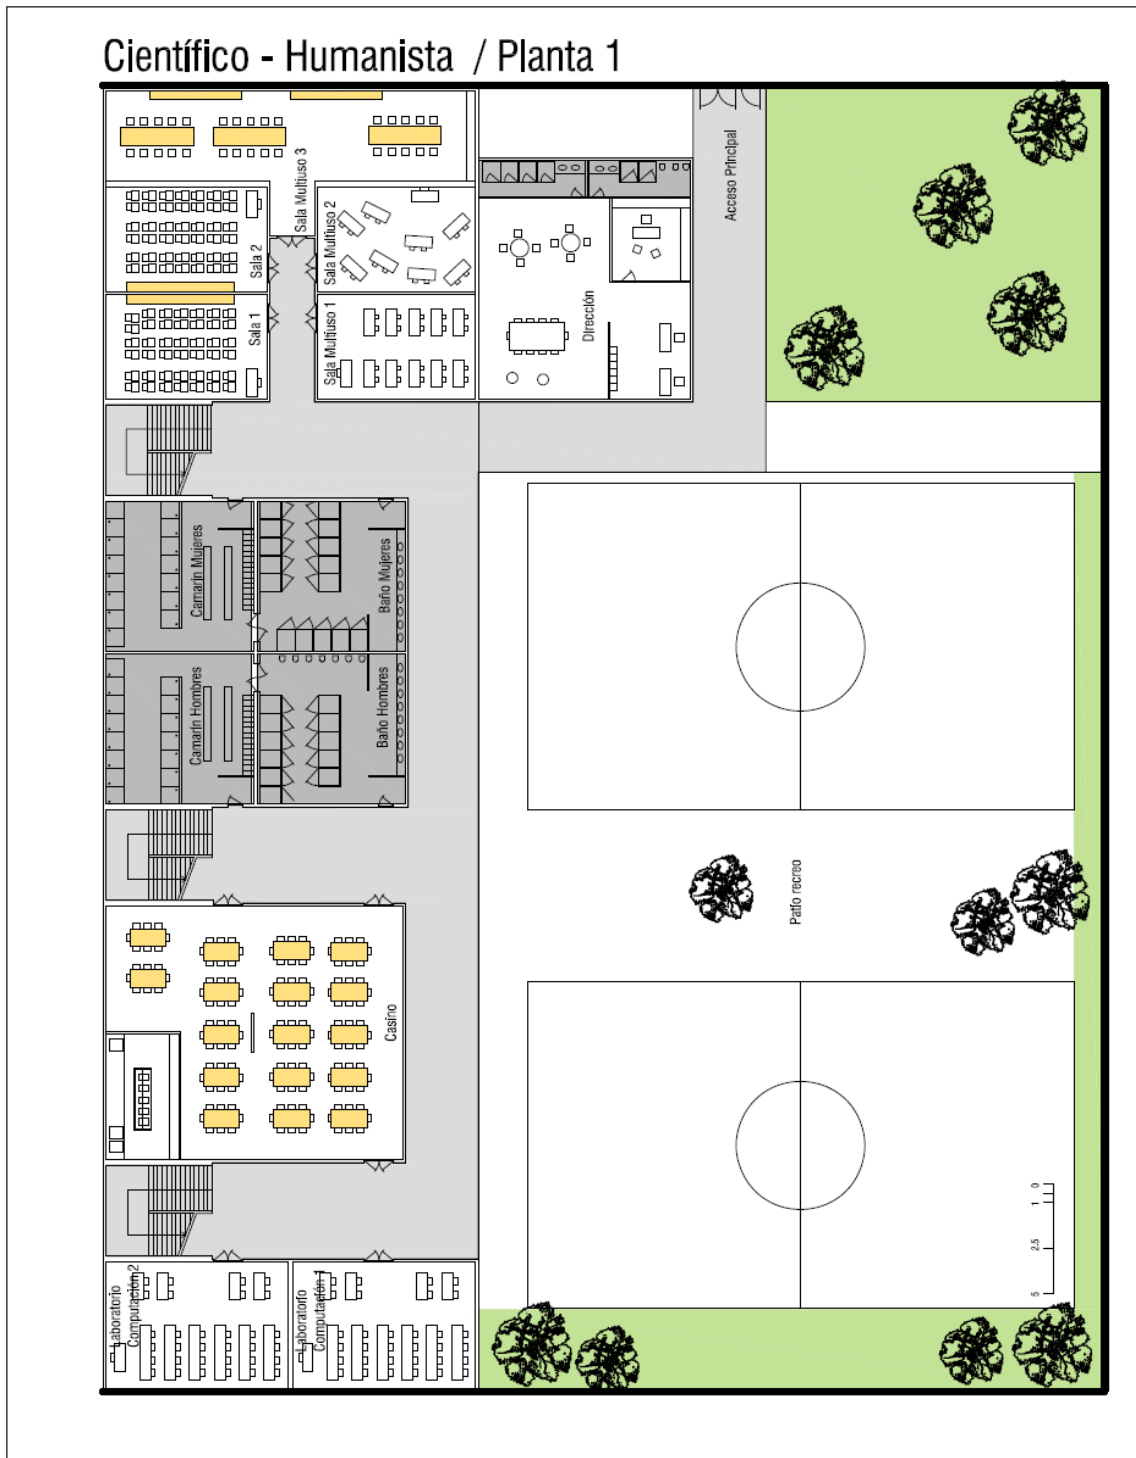 Científico - Humanista / Planta 1
Acceso Principal
Sala Multiuso 3
Sala Multiuso 2
Sala 2
Sala 1
Sala Multiuso 1
Dirección
Camarín Mujeres
Baño Mujeres
Camarín Hombres
Baño Hombres
Patio recreo
Casino
0
1
2.5
5
Laboratorio
Computación 2
Laboratorio
Computación 1